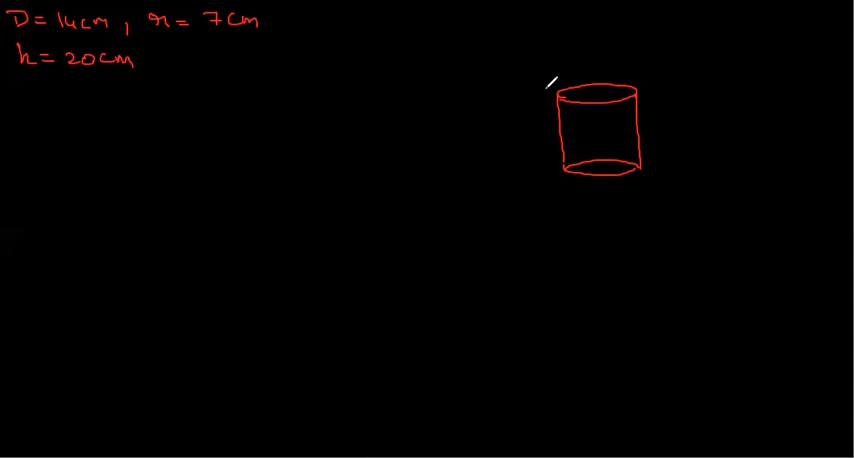 D = 14cm, r = 7cm
h = 20cm